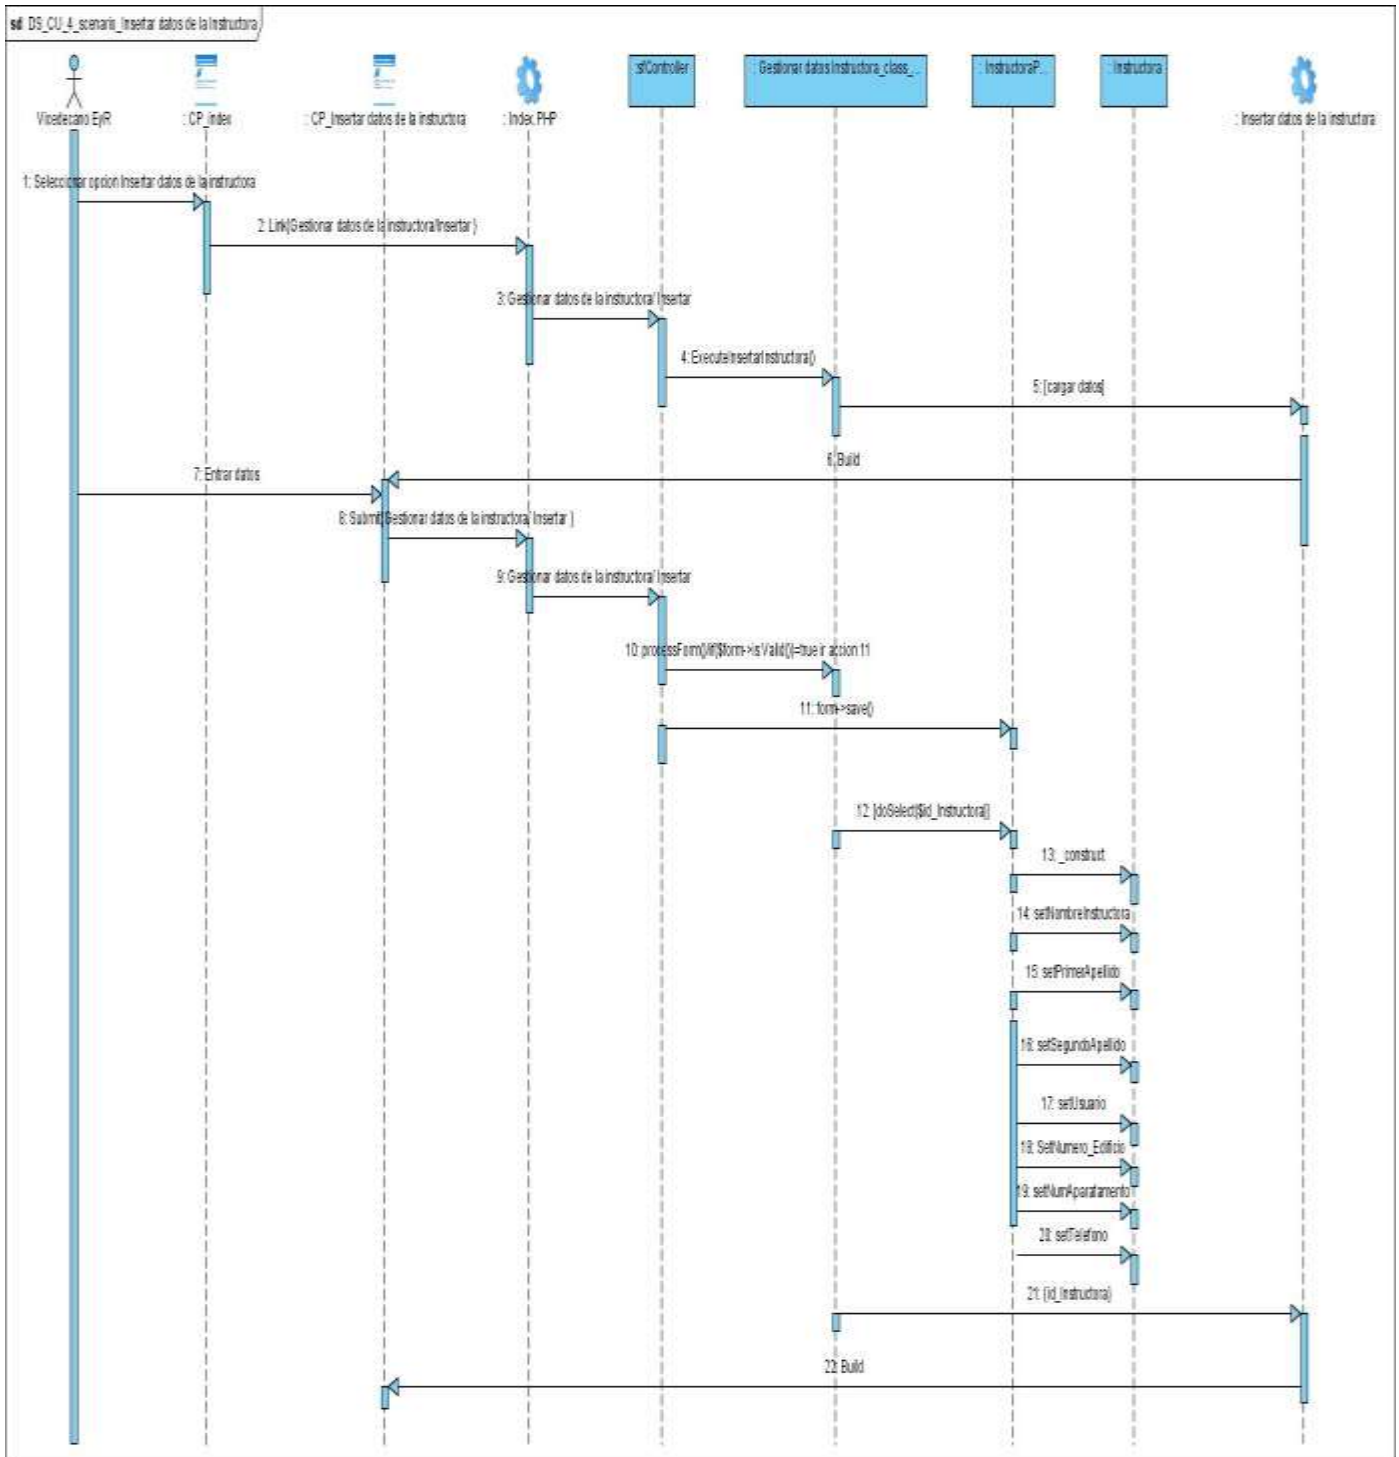 sd DS_CU_4_scenario_Insertar datos de la Instructora
Vicedecano EyR
: CP_index
: CP_Insertar datos de la instructora
: Index.PHP
:sfController
: Gestionar datos Instructora_class_...
: InstructoraP...
: Instructora
: Insertar datos de la instructora
1: Seleccionar opcion Insertar datos de la instructora
2: Link(Gestionar datos de la instructora/Insertar )
3: Gestionar datos de la instructora/ Insertar
4: ExecuteInsertarInstructora()
5: [cargar datos]
6: Build
7: Entrar datos
8: Submit(Gestionar datos de la instructora/ Insertar )
9: Gestionar datos de la instructora/ Insertar
10: processForm()/if($form->isValid())=true ir accion 11
11: form->save()
12: [doSelect($id_Instructora)]
13: _construct
14: setNombreInstructora
15: setPrimerApellido
16: setSegundoApellido
17: setUsuario
18: SetNumero_Edificio
19: setNumAparatamento
20: setTelefono
21: (id_Instructora)
22: Build